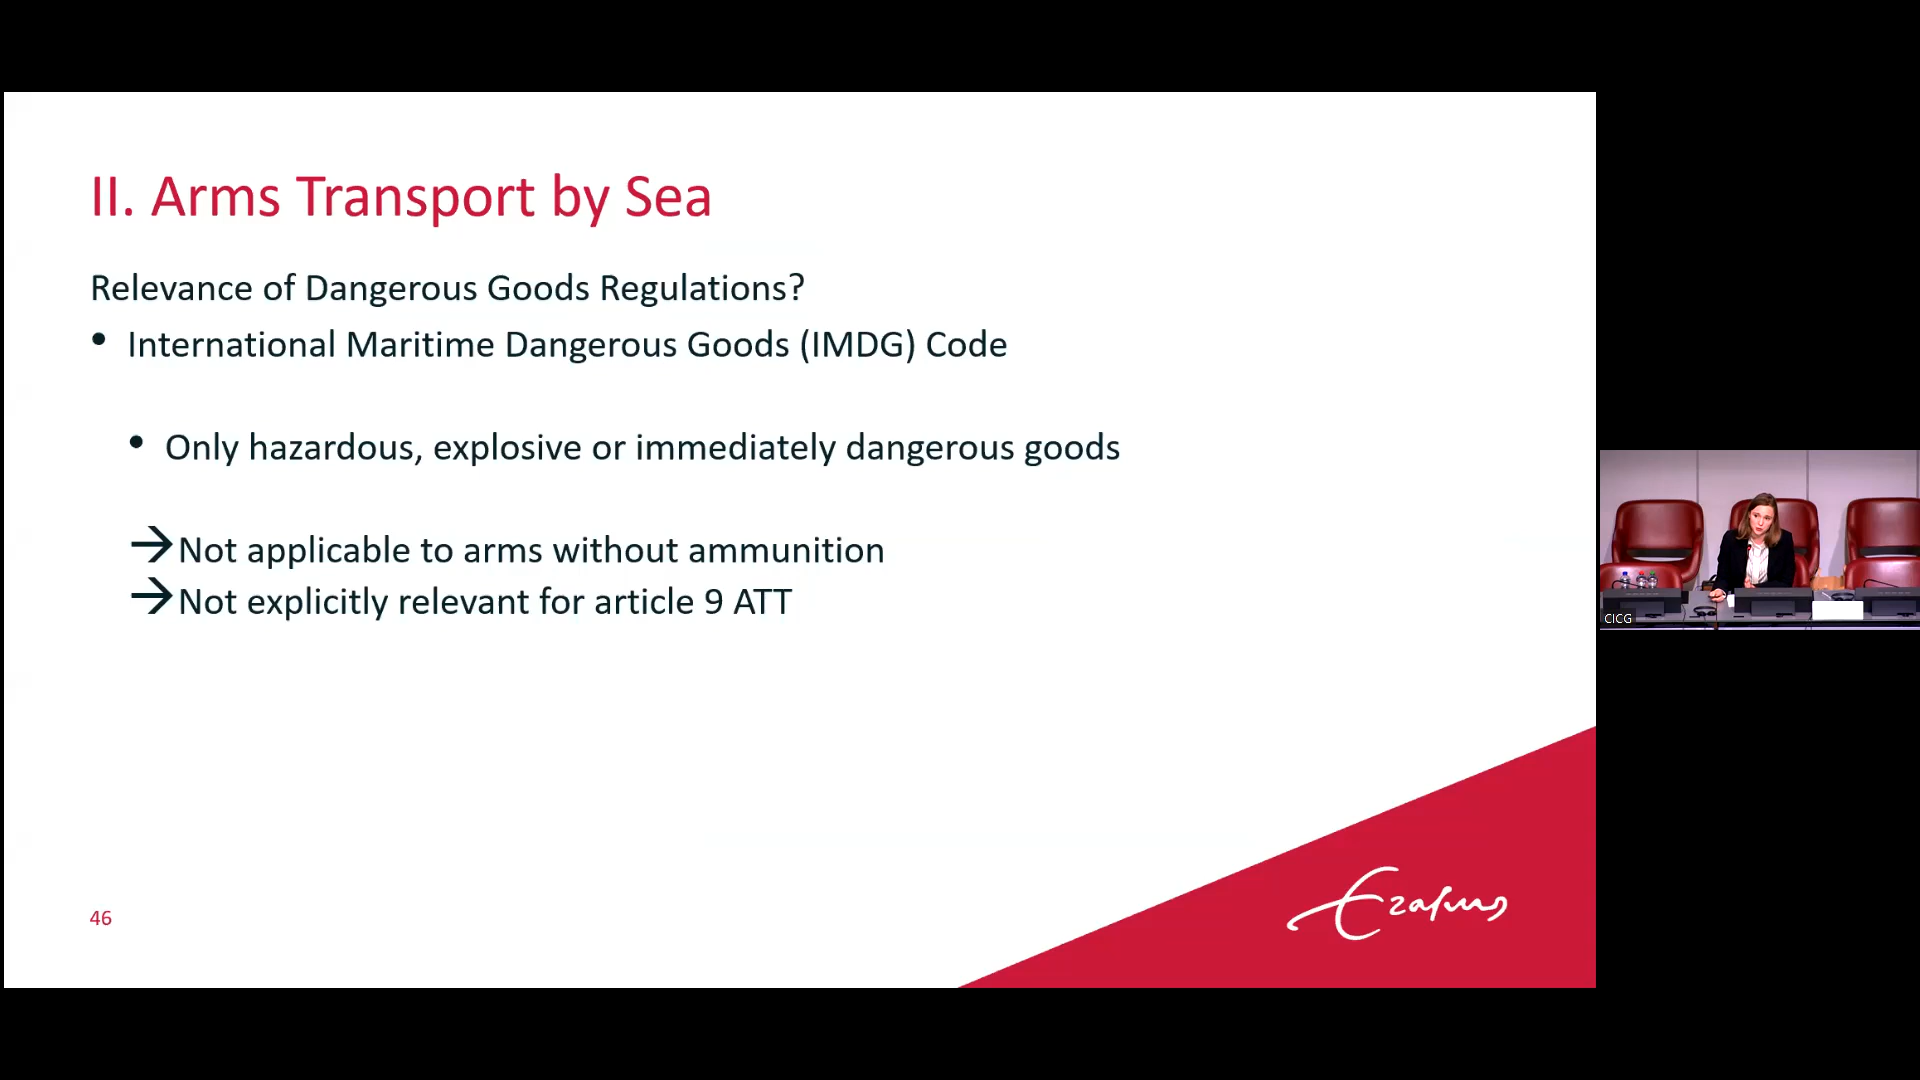 II. Arms Transport by Sea
Relevance of Dangerous Goods Regulations?
• International Maritime Dangerous Goods (IMDG) Code
• Only hazardous, explosive or immediately dangerous goods
→Not applicable to arms without ammunition
→Not explicitly relevant for article 9 ATT
46
Erasmus
CICG